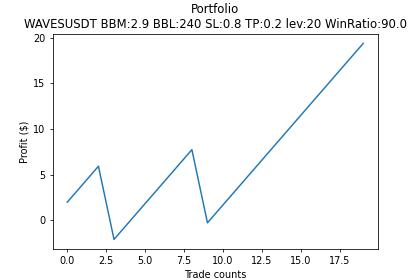 Portfolio
WAVESUSDT BBM:2.9 BBL:240 SL:0.8 TP:0.2 lev:20 WinRatio:90.0
20
15
10
5
0
Profit ($)
0.0 2.5 5.0 7.5 10.0 12.5 15.0 17.5
Trade counts